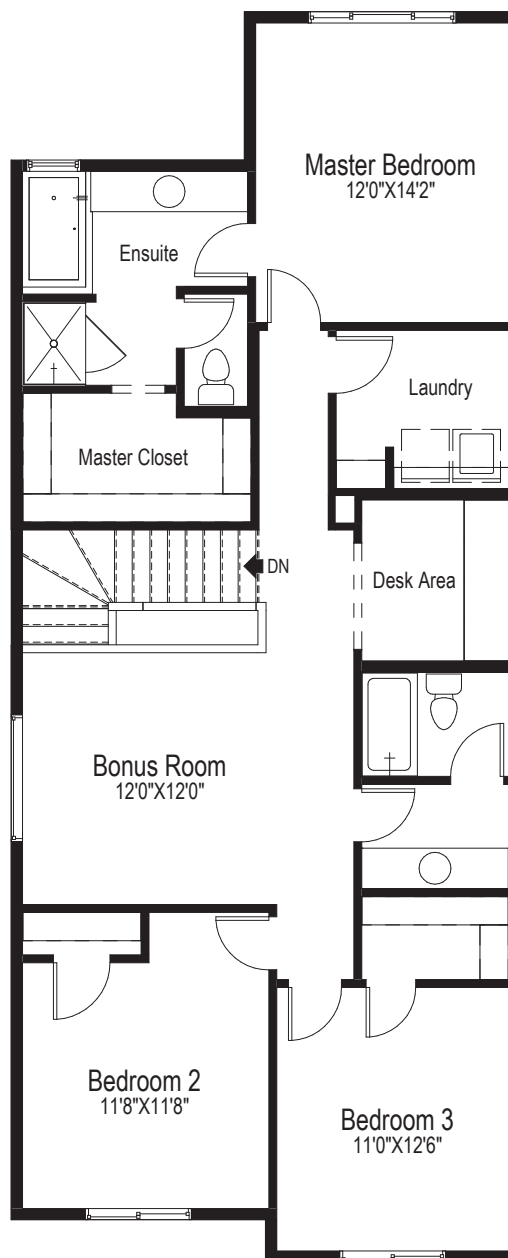 Master Bedroom
12'0"X14'2"
Ensuite
Laundry
Master Closet
DN
Desk Area
Bonus Room
12'0"X12'0"
Bedroom 2
11'8"X11'8"
Bedroom 3
11'0"X12'6"